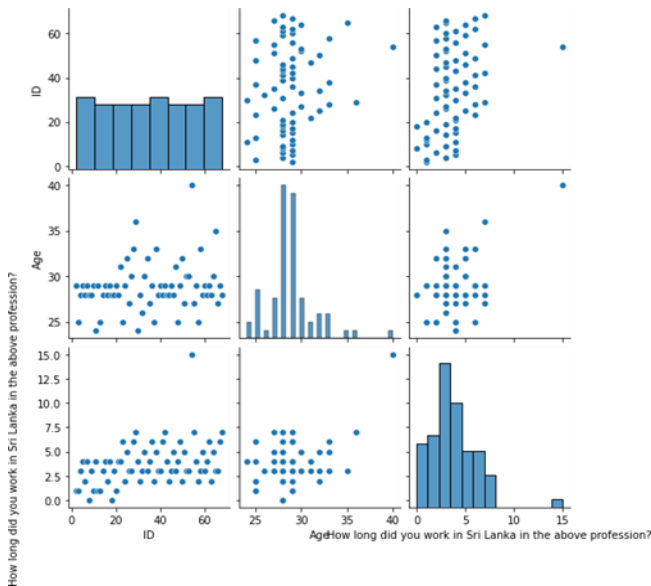 60
40
20
0
ID
40
35
30
25
Age
15.0
12.5
10.0
7.5
5.0
2.5
0.0
How long did you work in Sri Lanka in the above profession?
0 20 40 60
ID
25 30 35 40
Age
0 5 10 15
How long did you work in Sri Lanka in the above profession?